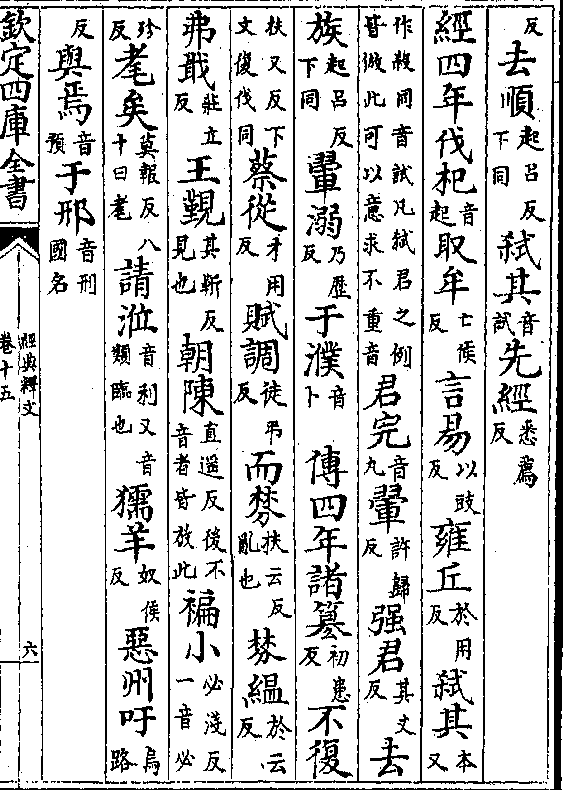 反去順起呂反下同弑其音試先經悉薦反
經四年伐杞音起取牟亡侯反言易以豉反雍丘於用反弑其本又
作殺同音試凡弑君之例皆倣此可以意求不重音君完音丸翬許歸反强君其丈反去
族起呂反下同翬溺乃歷反于濮音卜傳四年諸簒初患反不復
扶又反下文復伐同蔡從才用反賦調徒弔反而棼扶云反亂也棼緼於云反
弗戢莊立反王覲其靳反見也朝陳直遥反後不音者皆放此褊小必淺反一音必
珍反耄矣莫報反八十曰耄請涖音利又音類臨也獳羊奴侯反惡州吁烏路
反與焉音預于邢音刑國名
欽定四庫全書
經典釋文
卷十五
六